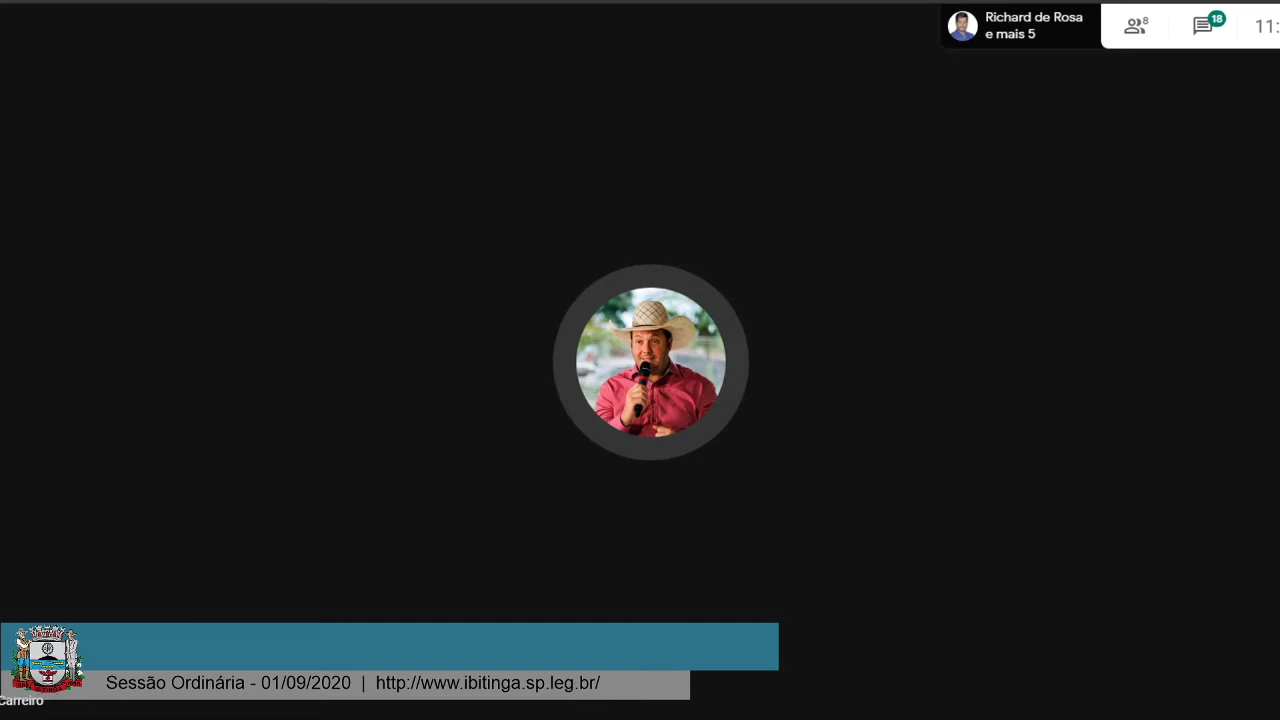 Richard de Rosa
e mais 5
8
18
11:
Sessão Ordinária - 01/09/2020 | http://www.ibitinga.sp.leg.br/
Carreiro